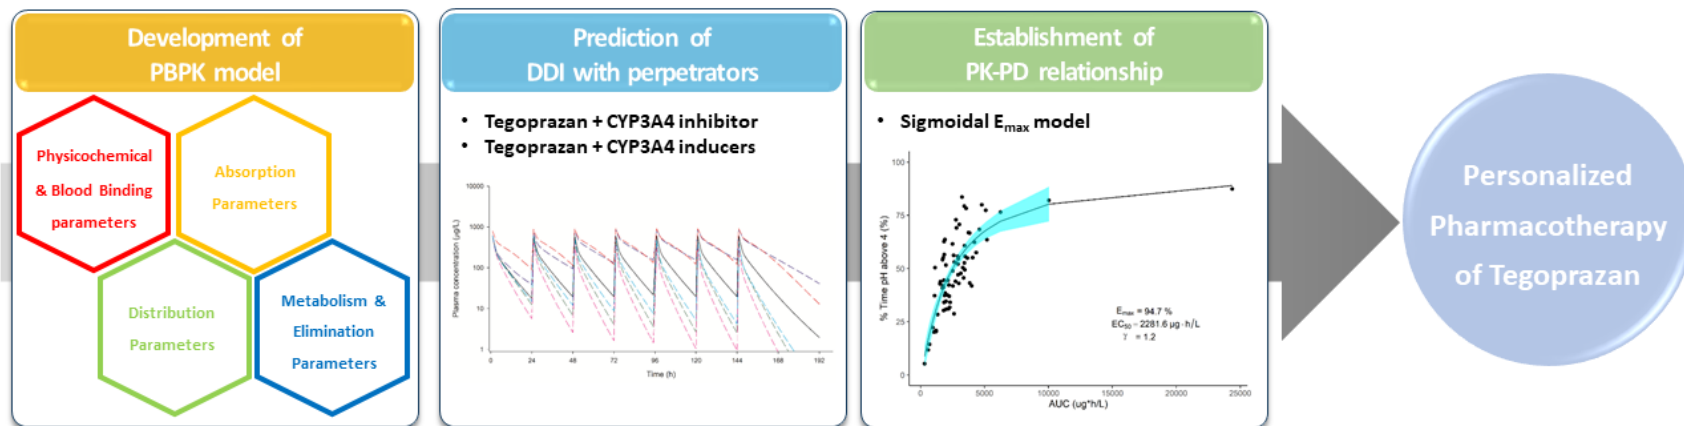 Development of
PBPK model
Physicochemical
& Blood Binding
parameters
Absorption
Parameters
Distribution
Parameters
Metabolism &
Elimination
Parameters
Prediction of
DDI with perpetrators
• Tegoprazan + CYP3A4 inhibitor
• Tegoprazan + CYP3A4 inducers
Plasma concentration (µg/L)
10000
1000
100
10
1
0 24 48 72 96 120 144 168 192
Time (h)
Establishment of
PK-PD relationship
• Sigmoidal Emax model
% Time pH above 4 (%)
100
75
50
25
0
Emax = 94.7 %
EC50 = 2281.6 µg·h/L
γ = 1.2
0 5000 10000 15000 20000 25000
AUC (ug*h/L)
Personalized
Pharmacotherapy
of Tegoprazan